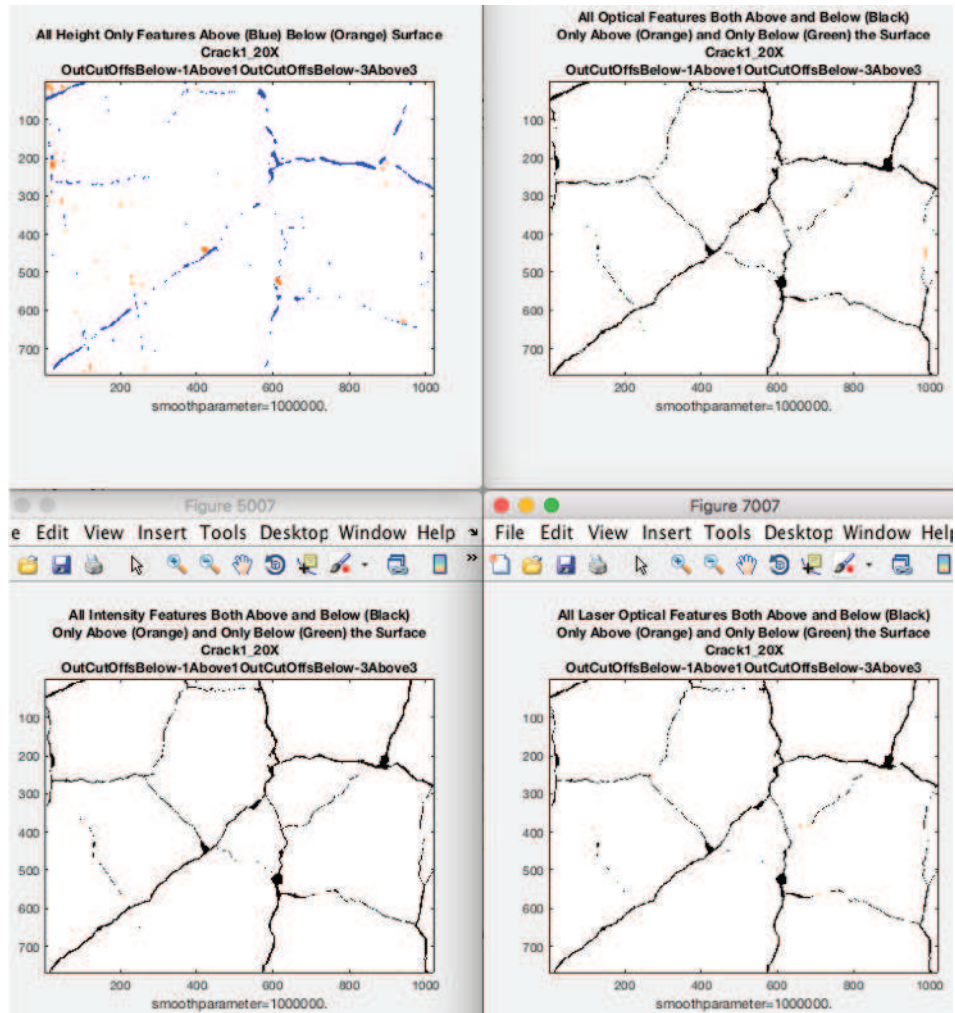 All Height Only Features Above (Blue) Below (Orange) Surface
Crack1_20X
OutCutOffsBelow-1Above1OutCutOffsBelow-3Above3
100
200
300
400
500
600
700
200
400
600
800
1000
smoothparameter=1000000.
All Optical Features Both Above and Below (Black)
Only Above (Orange) and Only Below (Green) the Surface
Crack1_20X
OutCutOffsBelow-1Above1OutCutOffsBelow-3Above3
100
200
300
400
500
600
700
200
400
600
800
1000
smoothparameter=1000000.
Figure 5007
e Edit View Insert Tools Desktop Window Help
All Intensity Features Both Above and Below (Black)
Only Above (Orange) and Only Below (Green) the Surface
Crack1_20X
OutCutOffsBelow-1Above1OutCutOffsBelow-3Above3
100
200
300
400
500
600
700
200
400
600
800
1000
smoothparameter=1000000.
Figure 7007
File Edit View Insert Tools Desktop Window Help
All Laser Optical Features Both Above and Below (Black)
Only Above (Orange) and Only Below (Green) the Surface
Crack1_20X
OutCutOffsBelow-1Above1OutCutOffsBelow-3Above3
100
200
300
400
500
600
700
200
400
600
800
1000
smoothparameter=1000000.